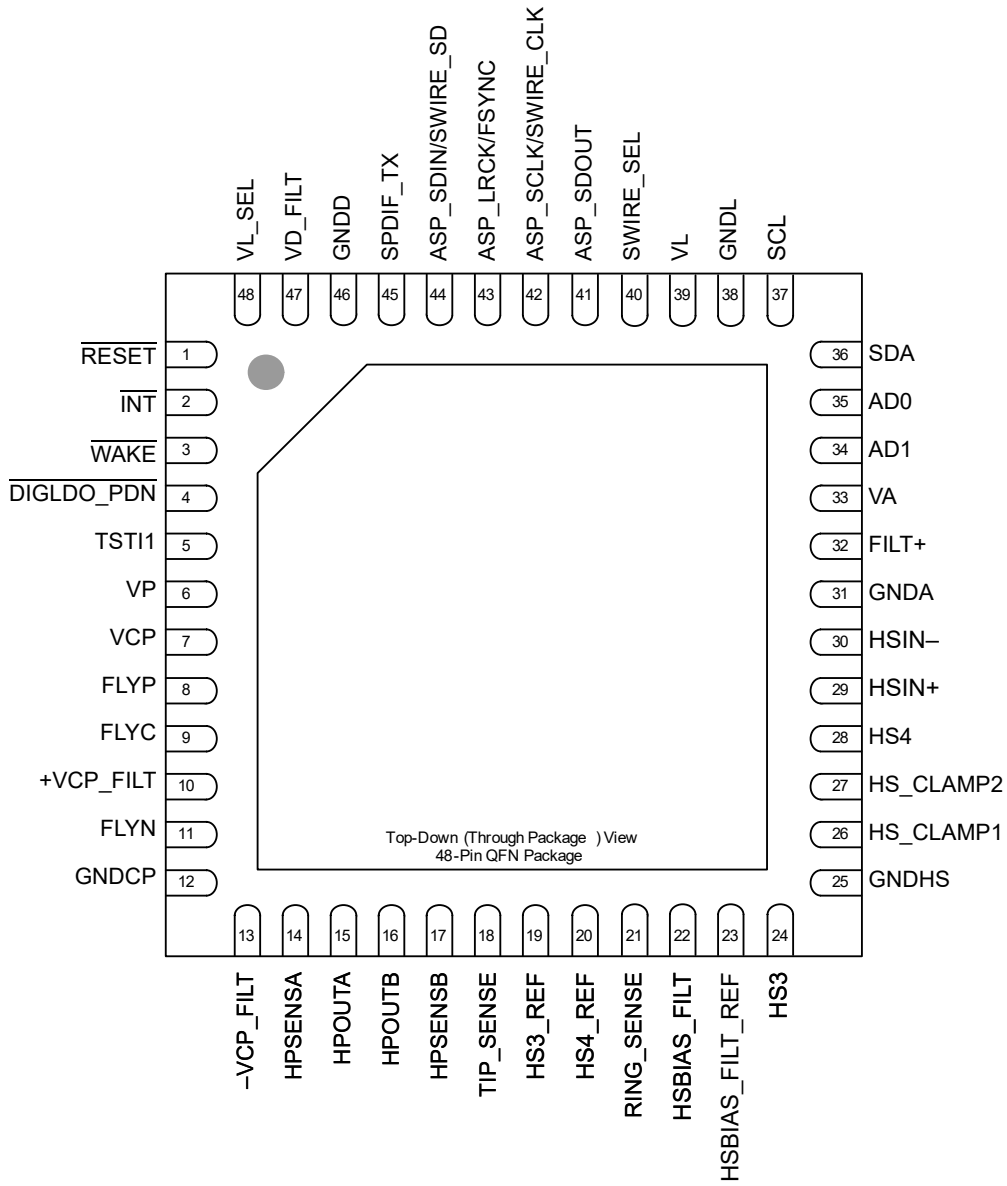 VL_SEL
VD_FILT
GNDD
SPDIF_TX
ASP_SDIN/SWIRE_SD
ASP_LRCK/FSYNC
ASP_SCLK/SWIRE_CLK
ASP_SDOUT
SWIRE_SEL
VL
GNDL
SCL
48
47
46
45
44
43
42
41
40
39
38
37
RESET
1
INT
2
WAKE
3
DIGLDO_PDN
4
TSTI1
5
VP
6
VCP
7
FLYP
8
FLYC
9
+VCP_FILT
10
FLYN
11
GNDCP
12
36
SDA
35
AD0
34
AD1
33
VA
32
FILT+
31
GNDA
30
HSIN–
29
HSIN+
28
HS4
27
HS_CLAMP2
26
HS_CLAMP1
25
GNDHS
Top-Down (Through Package ) View
48-Pin QFN Package
13
14
15
16
17
18
19
20
21
22
23
24
–VCP_FILT
HPSENSA
HPOUTA
HPOUTB
HPSENSB
TIP_SENSE
HS3_REF
HS4_REF
RING_SENSE
HSBIAS_FILT
HSBIAS_FILT_REF
HS3